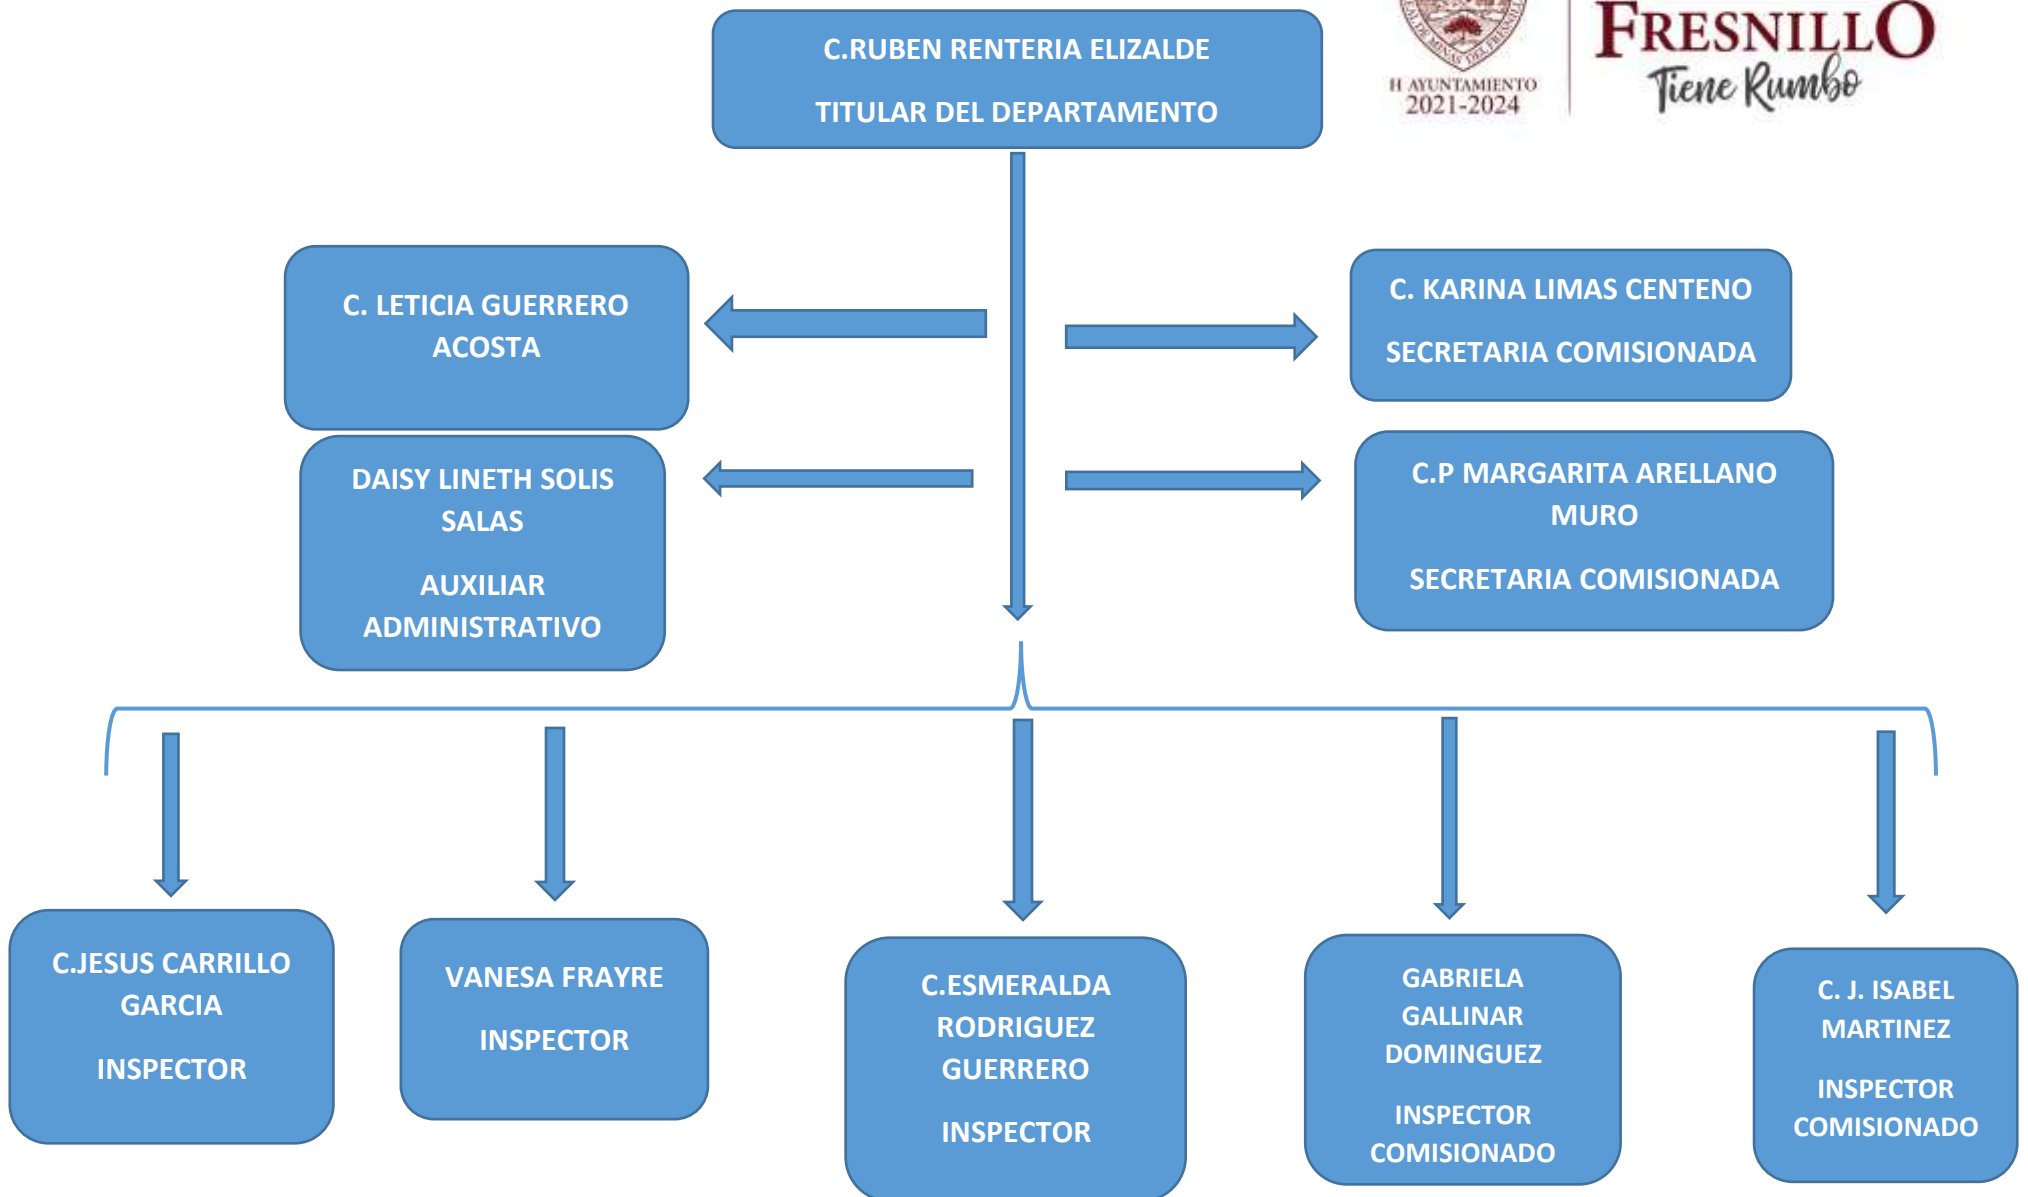 C.RUBEN RENTERIA ELIZALDE
TITULAR DEL DEPARTAMENTO
H AYUNTAMIENTO
2021-2024
FRESNILLO
Tiene Rumbo
C. LETICIA GUERRERO
ACOSTA
C. KARINA LIMAS CENTENO
SECRETARIA COMISIONADA
DAISY LINETH SOLIS
SALAS
AUXILIAR
ADMINISTRATIVO
C.P MARGARITA ARELLANO
MURO
SECRETARIA COMISIONADA
C.JESUS CARRILLO
GARCIA
INSPECTOR
VANESA FRAYRE
INSPECTOR
C.ESMERALDA
RODRIGUEZ
GUERRERO
INSPECTOR
GABRIELA
GALLINAR
DOMINGUEZ
INSPECTOR
COMISIONADO
C. J. ISABEL
MARTINEZ
INSPECTOR
COMISIONADO